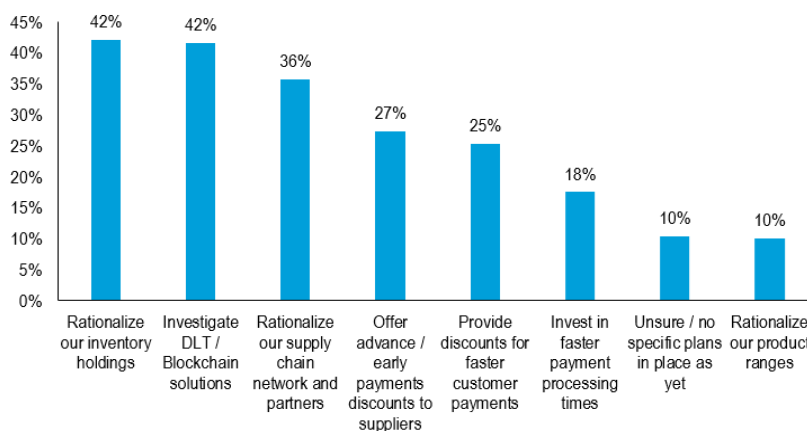 45%
40%
35%
30%
25%
20%
15%
10%
5%
0%
42%
42%
36%
27%
25%
18%
10%
10%
Rationalize
our inventory
holdings
Investigate
DLT /
Blockchain
solutions
Rationalize
our supply
chain
network and
partners
Offer
advance /
early
payments
discounts to
suppliers
Provide
discounts for
faster
customer
payments
Invest in
faster
payment
processing
times
Unsure / no
specific plans
in place as
yet
Rationalize
our product
ranges